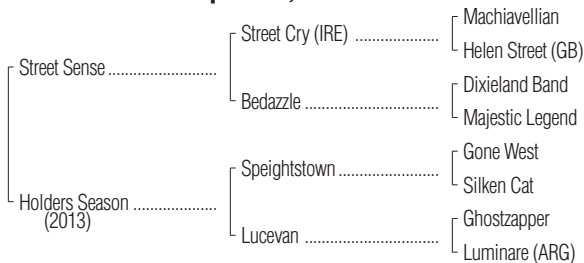 Machiavellian
Street Cry (IRE) ....................
Helen Street (GB)
Street Sense ..........................
Dixieland Band
Bedazzle ................................
Majestic Legend
Gone West
Speightstown ........................
Silken Cat
Holders Season ....................
(2013)
Ghostzapper
Lucevan ................................
Luminare (ARG)